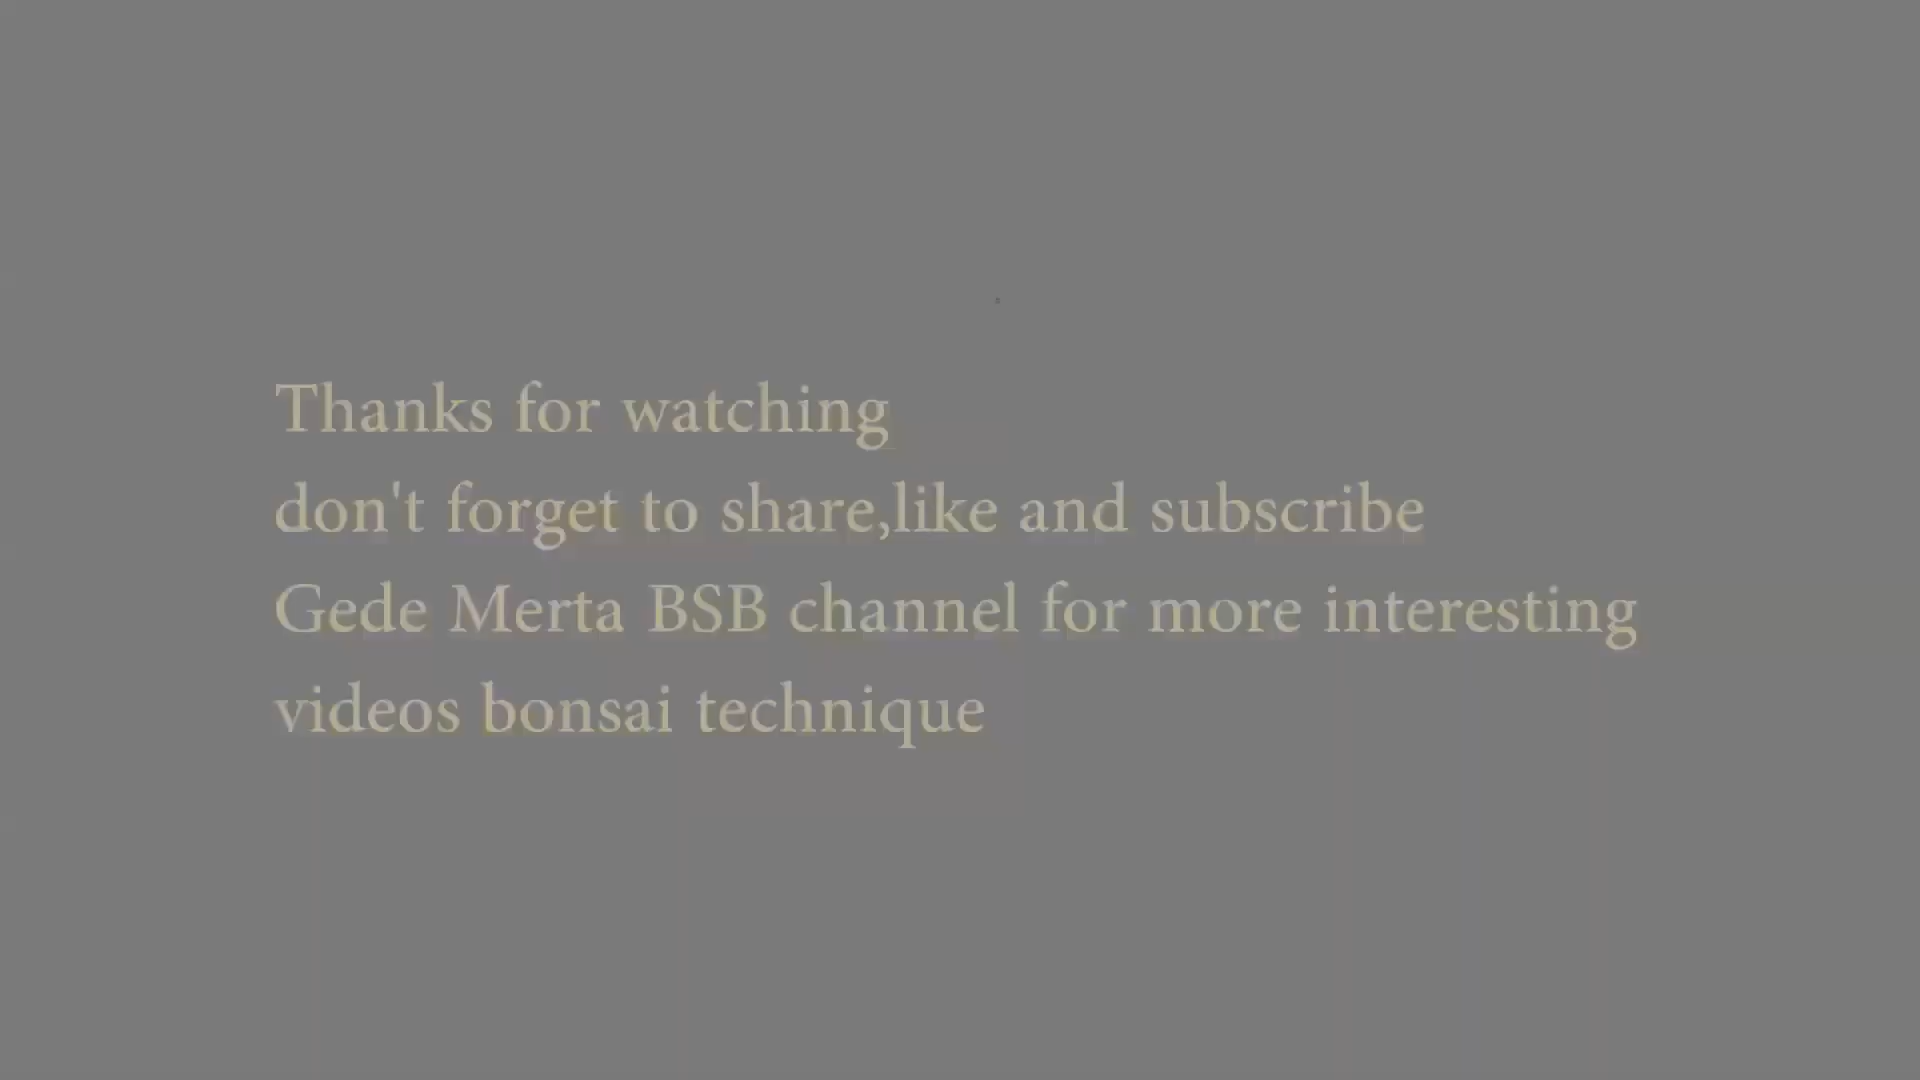 Thanks for watching
don't forget to share,like and subscribe
Gede Merta BSB channel for more interesting
videos bonsai technique